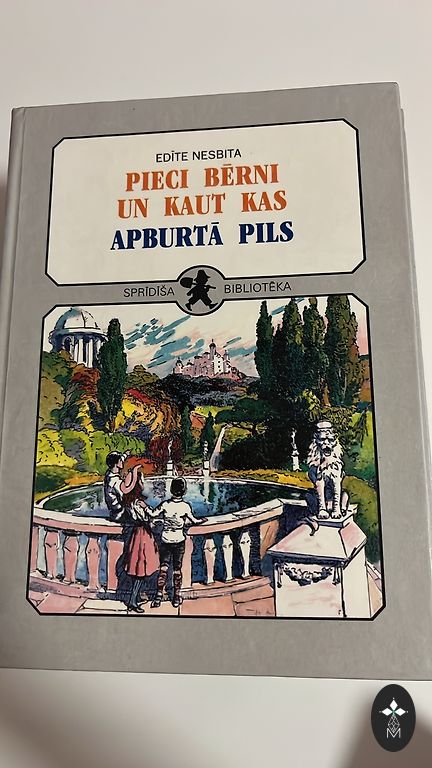 EDĪTE NESBITA
PIECI BĒRNI
UN KAUT KAS
APBURTĀ PILS
SPRĪDĪŠA BIBLIOTĒKA
M